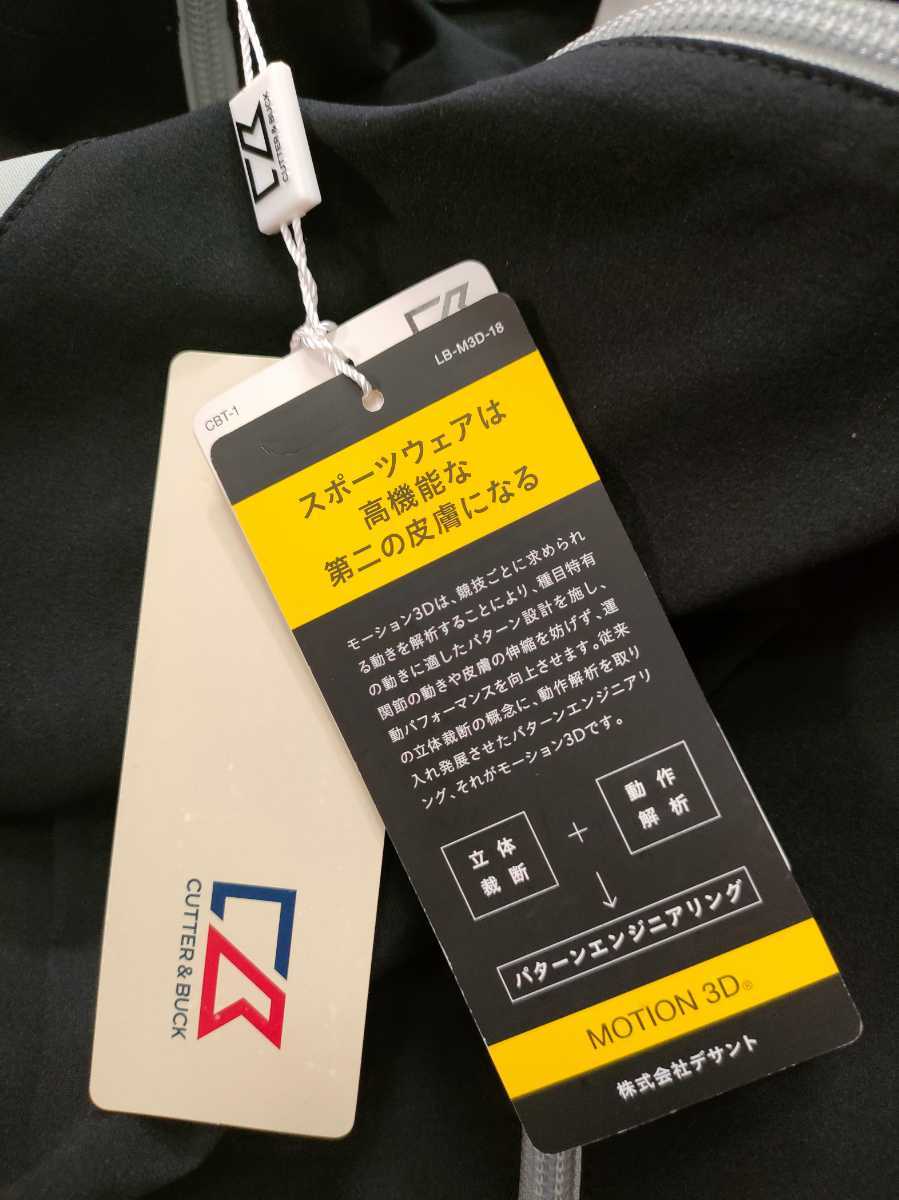 CUTTER & BUCK
CBT-1
LB-M3D-18
スポーツウェアは
高機能な
第二の皮膚になる
モーション3Dは、競技ごとに求められ
る動きを解析することにより、種目特有
の動きに適したパターン設計を施し、
関節の動きや皮膚の伸縮を妨げず、運
動パフォーマンスを向上させます。従来
の立体裁断の概念に、動作解析を取り
入れ発展させたパターンエンジニアリ
ング、それがモーション3Dです。
立体
裁断
+
動作
解析
↓
パターンエンジニアリング
MOTION 3D®
株式会社デサント
CUTTER & BUCK